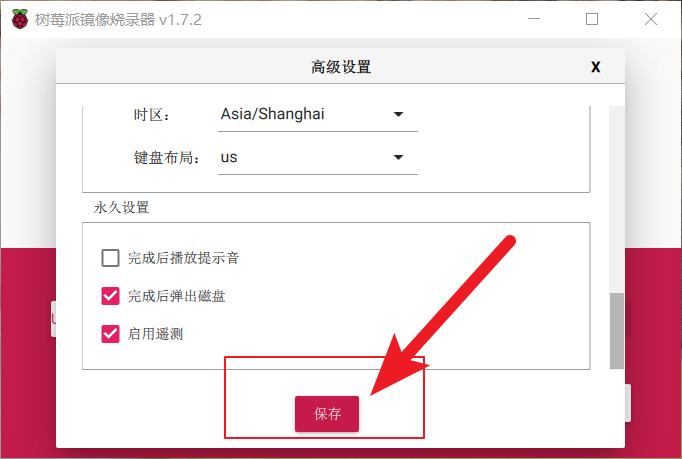 树莓派镜像烧录器 v1.7.2
高级设置
X
时区： Asia/Shanghai
键盘布局： us
永久设置
完成后播放提示音
完成后弹出磁盘
启用遥测
保存